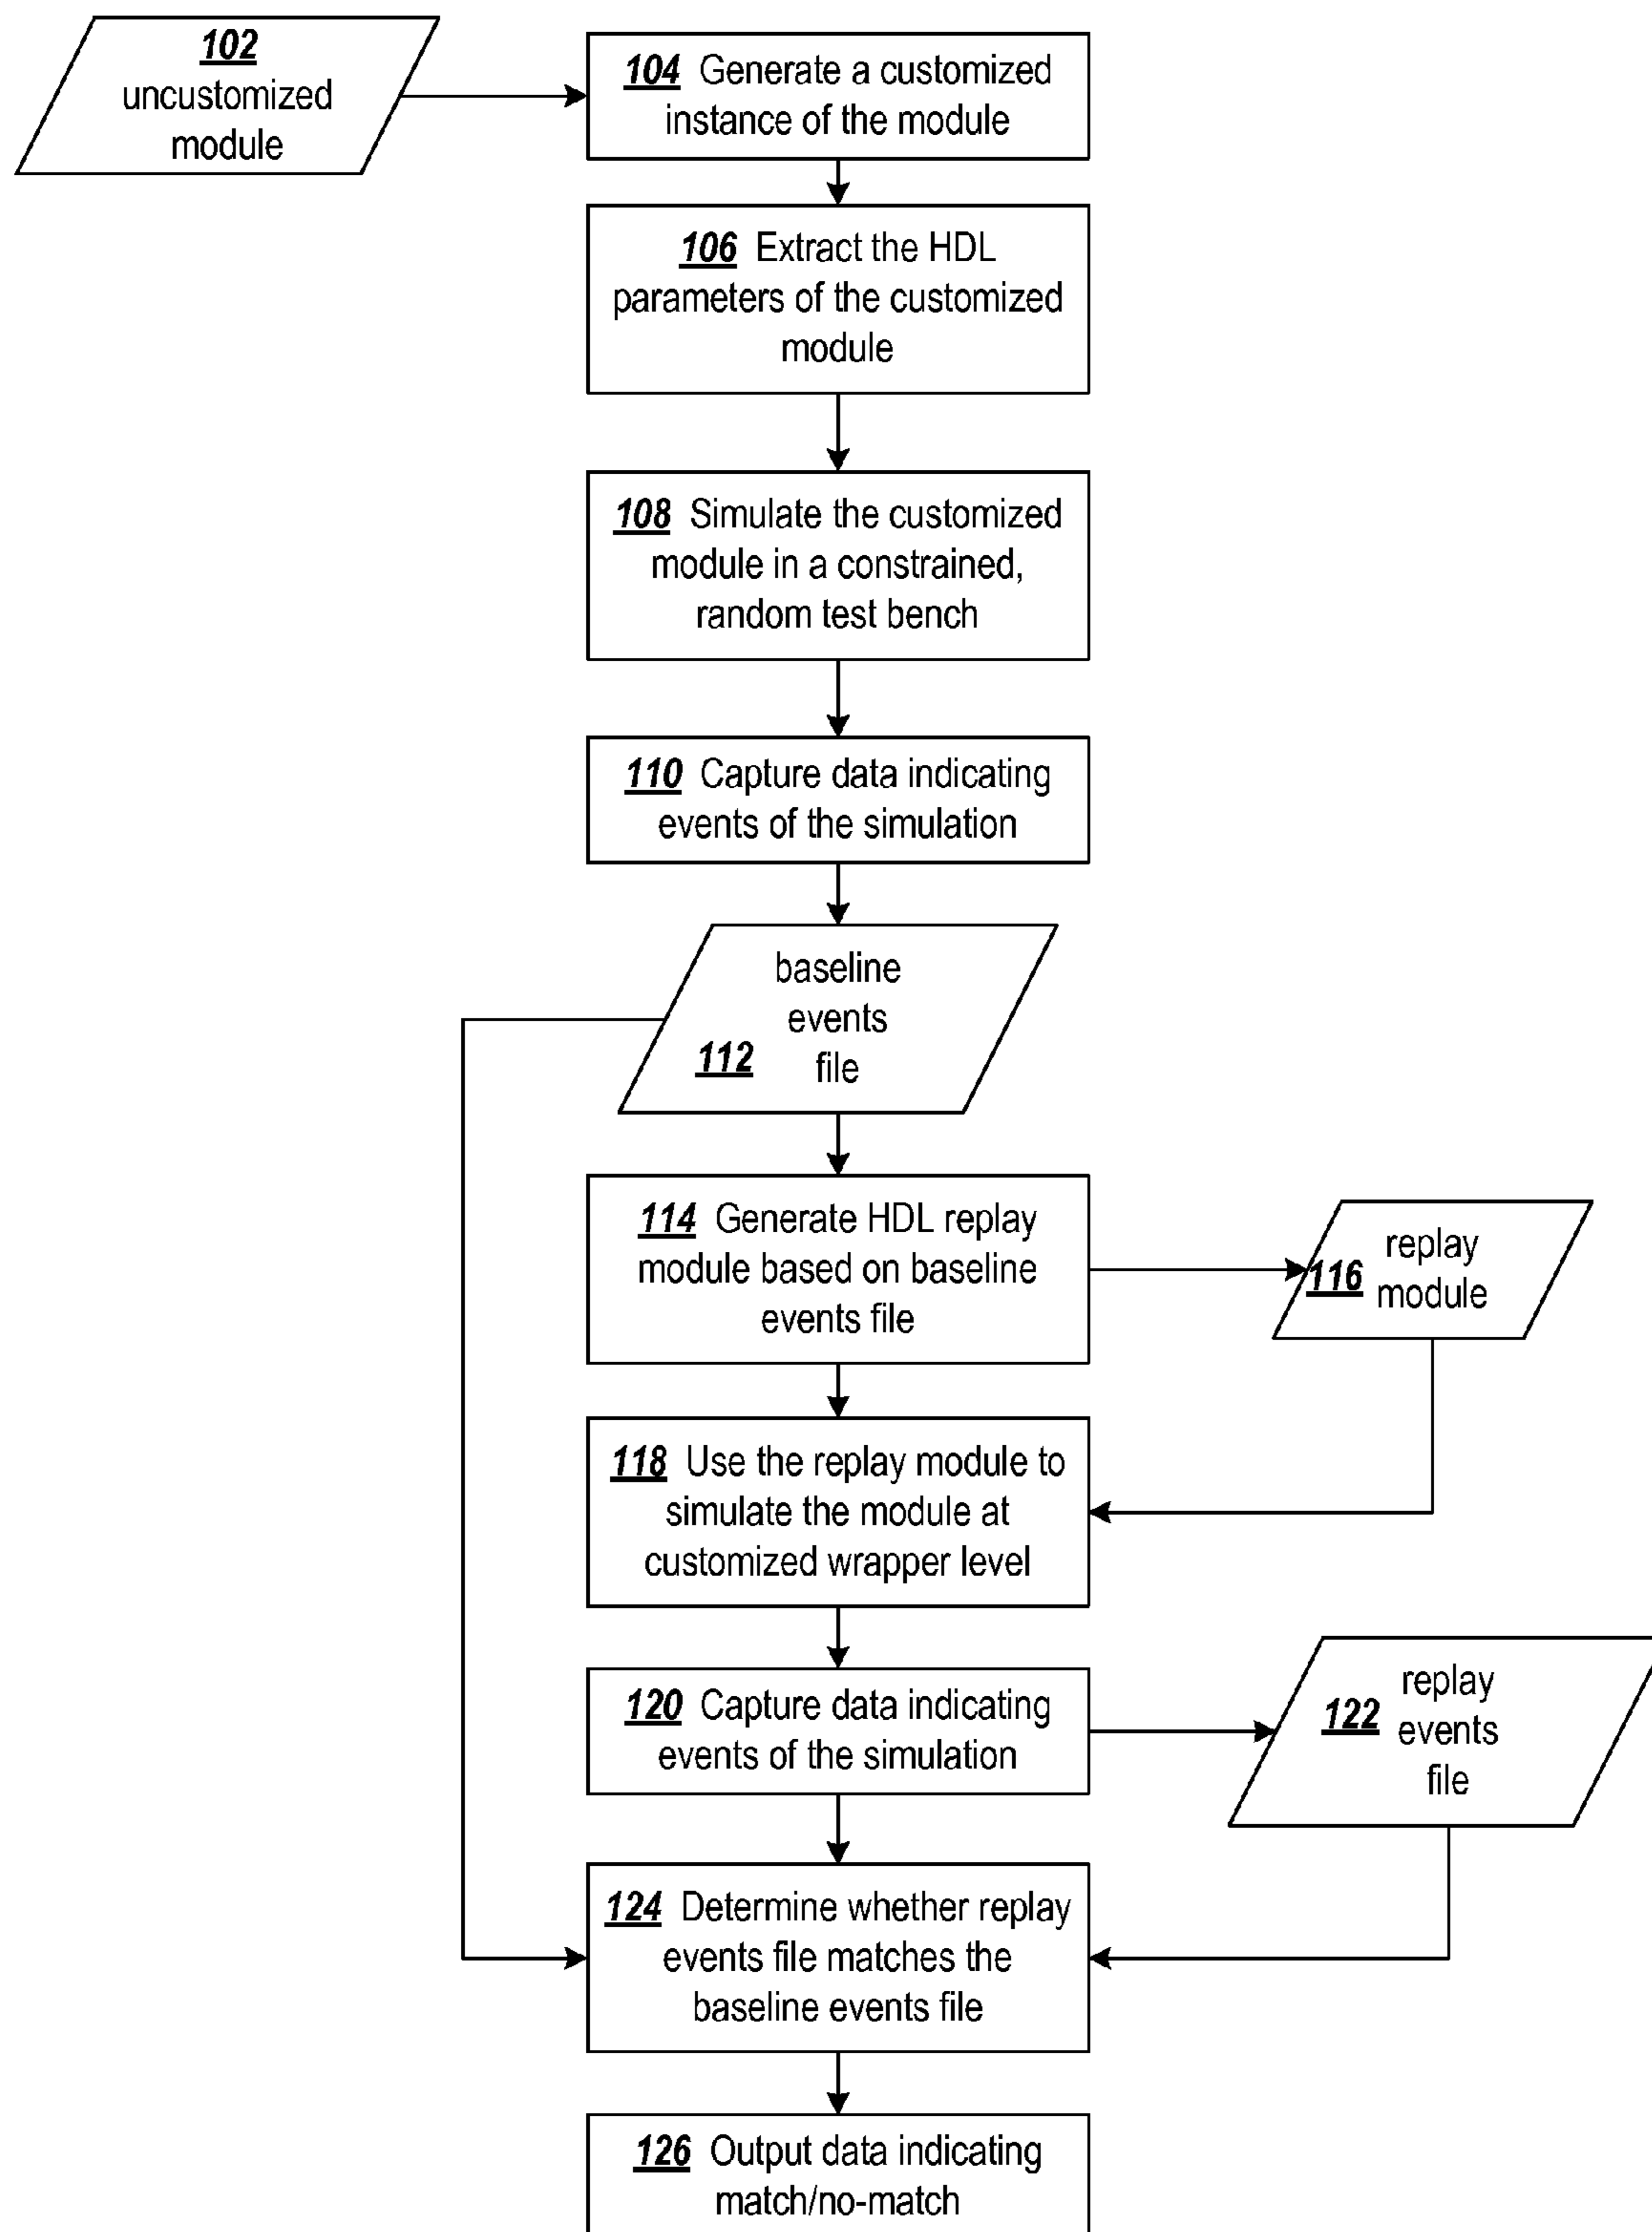 102
uncustomized
module
104 Generate a customized
instance of the module
106 Extract the HDL
parameters of the customized
module
108 Simulate the customized
module in a constrained,
random test bench
110 Capture data indicating
events of the simulation
baseline
events
112 file
114 Generate HDL replay
module based on baseline
events file
replay
116 module
118 Use the replay module to
simulate the module at
customized wrapper level
120 Capture data indicating
events of the simulation
replay
122 events
file
124 Determine whether replay
events file matches the
baseline events file
126 Output data indicating
match/no-match